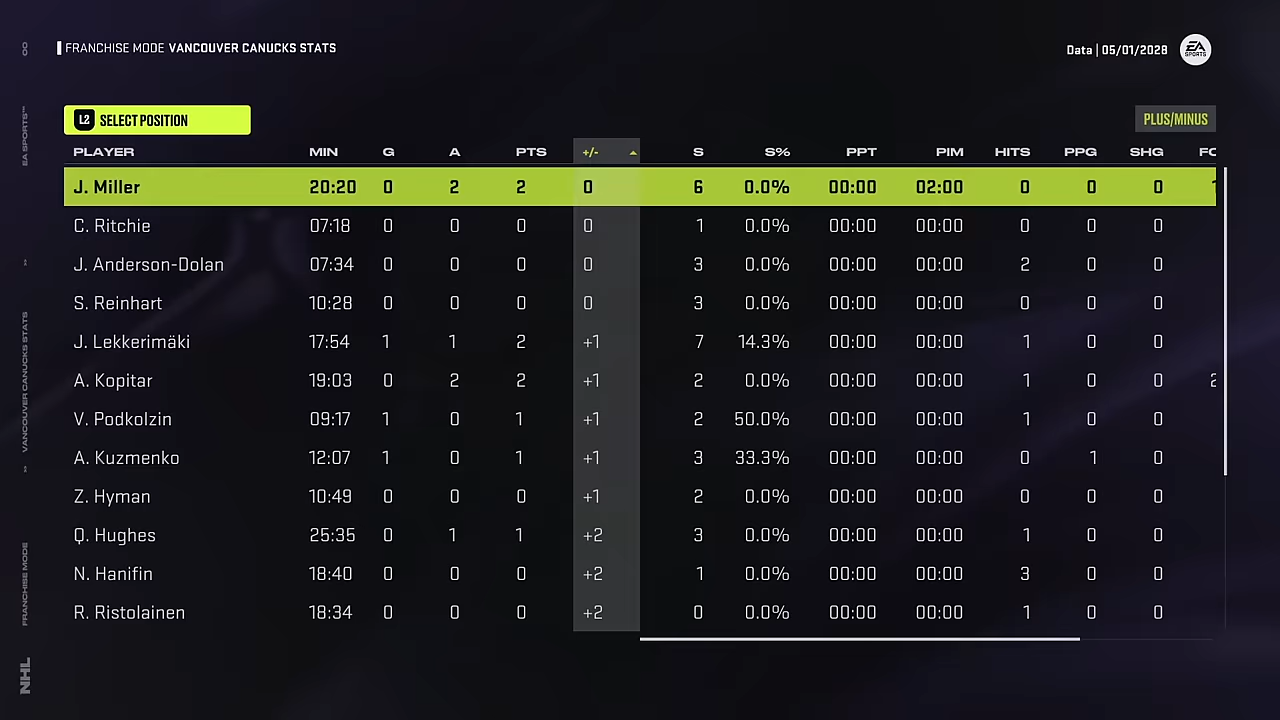 FRANCHISE MODE VANCOUVER CANUCKS STATS
Data | 05/01/2028
EA SPORTS
L2 SELECT POSITION
PLUS/MINUS
PLAYER MIN G A PTS +/- S S% PPT PIM HITS PPG SHG
J. Miller 20:20 0 2 2 0 6 0.0% 00:00 02:00 0 0 0
C. Ritchie 07:18 0 0 0 0 1 0.0% 00:00 00:00 0 0 0
J. Anderson-Dolan 07:34 0 0 0 0 3 0.0% 00:00 00:00 2 0 0
S. Reinhart 10:28 0 0 0 0 3 0.0% 00:00 00:00 0 0 0
J. Lekkerimäki 17:54 1 1 2 +1 7 14.3% 00:00 00:00 1 0 0
A. Kopitar 19:03 0 2 2 +1 2 0.0% 00:00 00:00 1 0 0 2
V. Podkolzin 09:17 1 0 1 +1 2 50.0% 00:00 00:00 1 0 0
A. Kuzmenko 12:07 1 0 1 +1 3 33.3% 00:00 00:00 0 1 0
Z. Hyman 10:49 0 0 0 +1 2 0.0% 00:00 00:00 0 0 0
Q. Hughes 25:35 0 1 1 +2 3 0.0% 00:00 00:00 1 0 0
N. Hanifin 18:40 0 0 0 +2 1 0.0% 00:00 00:00 3 0 0
R. Ristolainen 18:34 0 0 0 +2 0 0.0% 00:00 00:00 1 0 0
EA SPORTS™
VANCOUVER CANUCKS STATS
FRANCHISE MODE
NHL